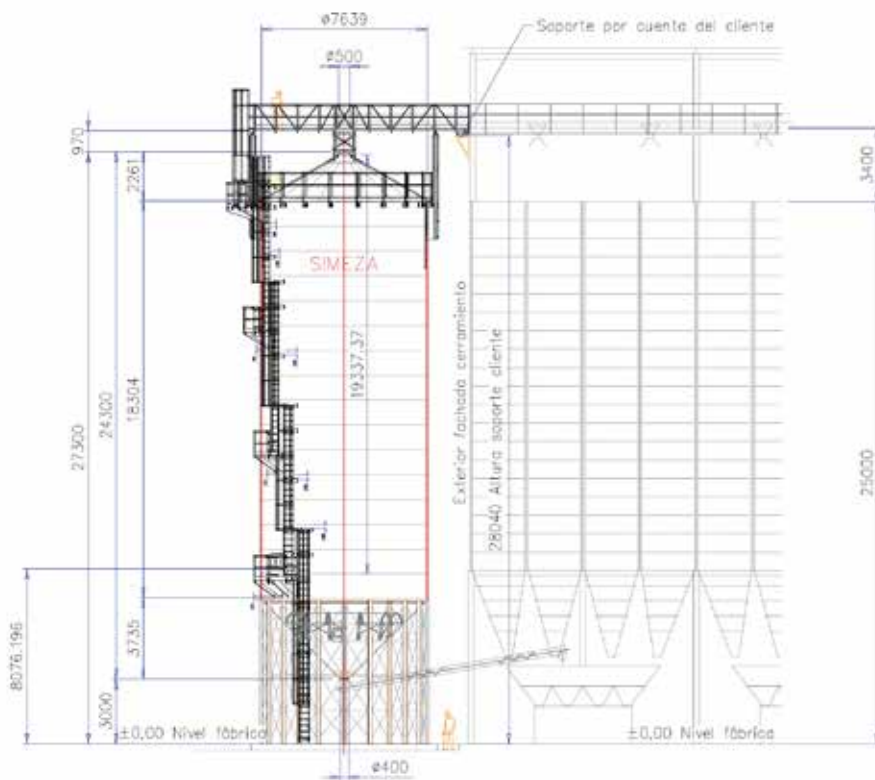 ø7639
Soporte por cuenta del cliente
ø500
970
2261
3400
SIMEZA
19337.37
18304
24300
27300
Exterior fachada cerramiento
28040 Altura soporte cliente
25000
8076.196
3735
3000
±0,00 Nivel fábrica
±0,00 Nivel fábrica
ø400